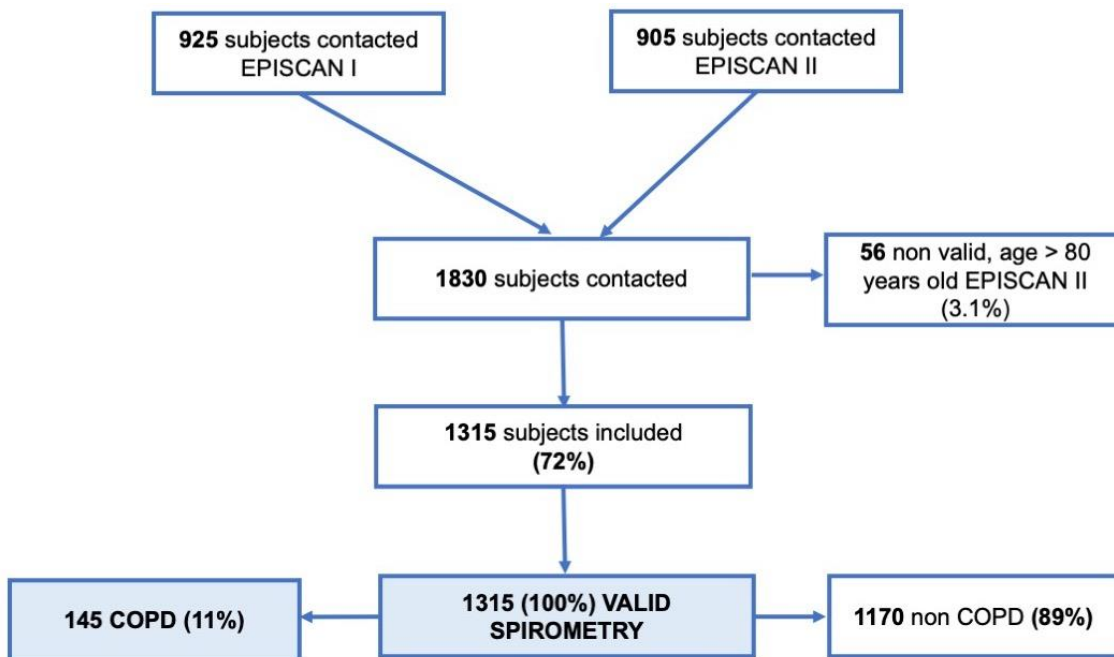 925 subjects contacted
EPISCAN I
905 subjects contacted
EPISCAN II
1830 subjects contacted
56 non valid, age > 80
years old EPISCAN II
(3.1%)
1315 subjects included
(72%)
145 COPD (11%)
1315 (100%) VALID
SPIROMETRY
1170 non COPD (89%)